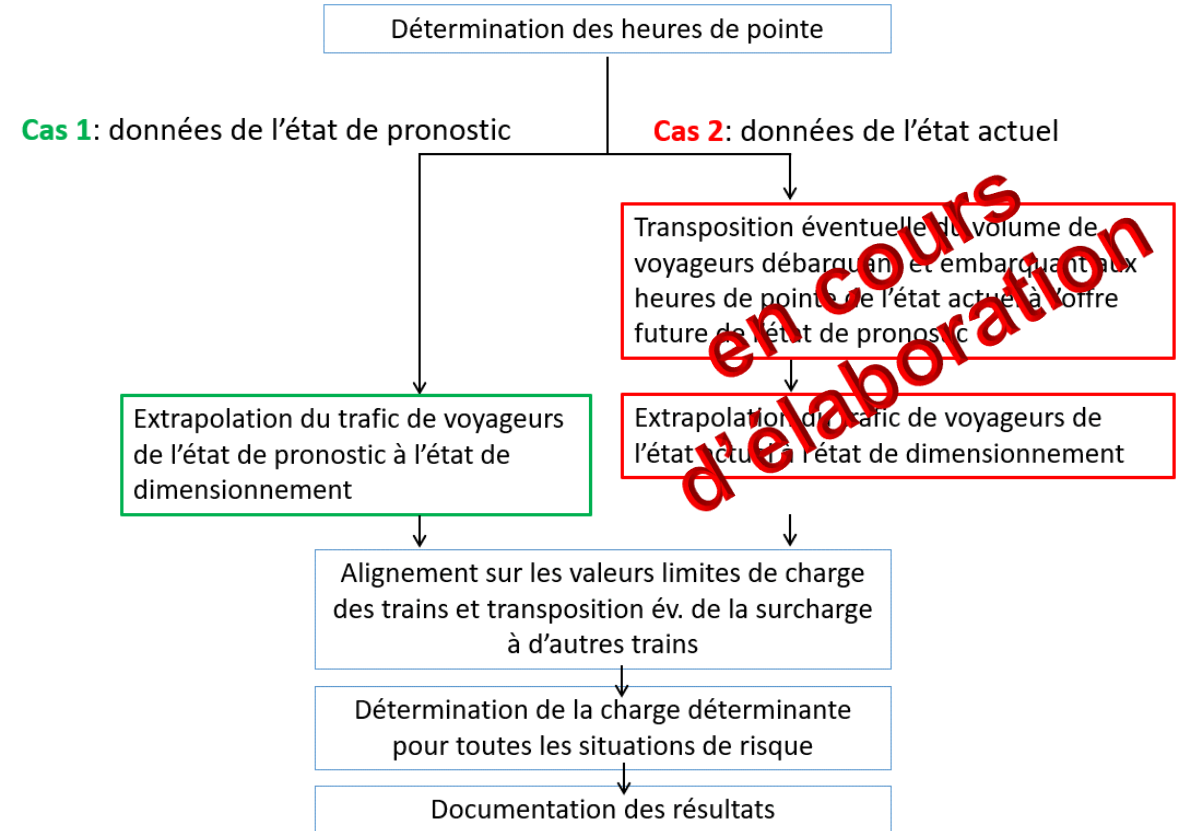 Détermination des heures de pointe
Cas 1: données de l'état de pronostic
Cas 2: données de l'état actuel
Transposition éventuelle du volume de
voyageurs débarquant et embarquant aux
heures de pointe de l'état actuel à l'offre
future de l'état de pronostic
en cours
d'élaboration
Extrapolation du trafic de voyageurs
de l'état de pronostic à l'état de
dimensionnement
Extrapolation du trafic de voyageurs de
l'état actuel à l'état de dimensionnement
Alignement sur les valeurs limites de charge
des trains et transposition év. de la surcharge
à d'autres trains
Détermination de la charge déterminante
pour toutes les situations de risque
Documentation des résultats